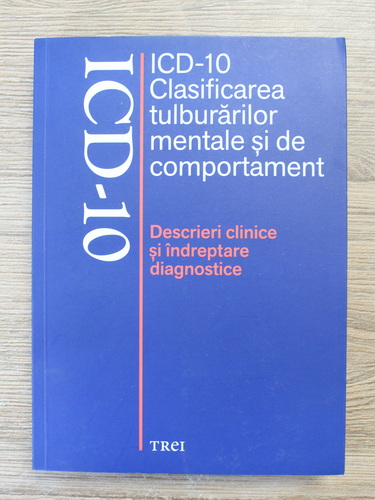 ICD-10
ICD-10
Clasificarea
tulburărilor
mentale și de
comportament
Descrieri clinice
și îndreptare
diagnostice
TREI